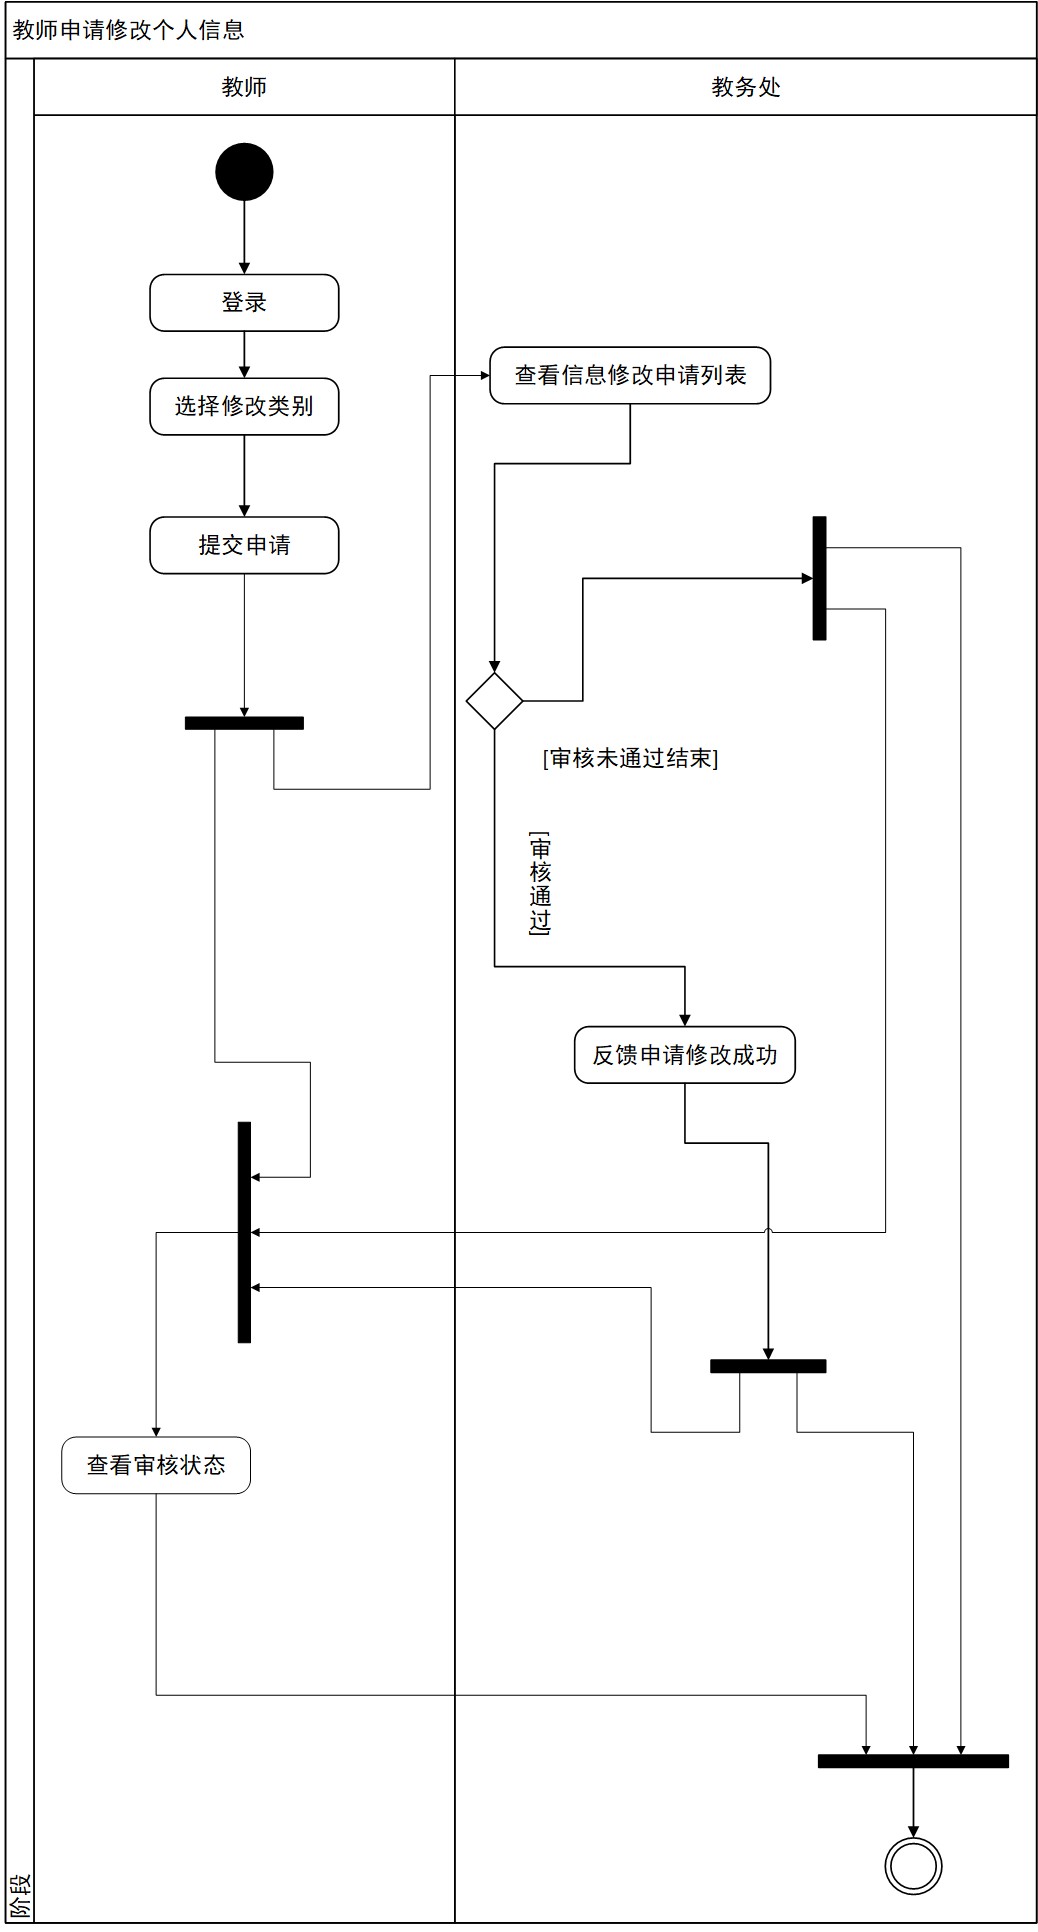 教师申请修改个人信息
教师
教务处
登录
查看信息修改申请列表
选择修改类别
提交申请
[审核未通过结束]
[审核通过]
反馈申请修改成功
查看审核状态
阶段